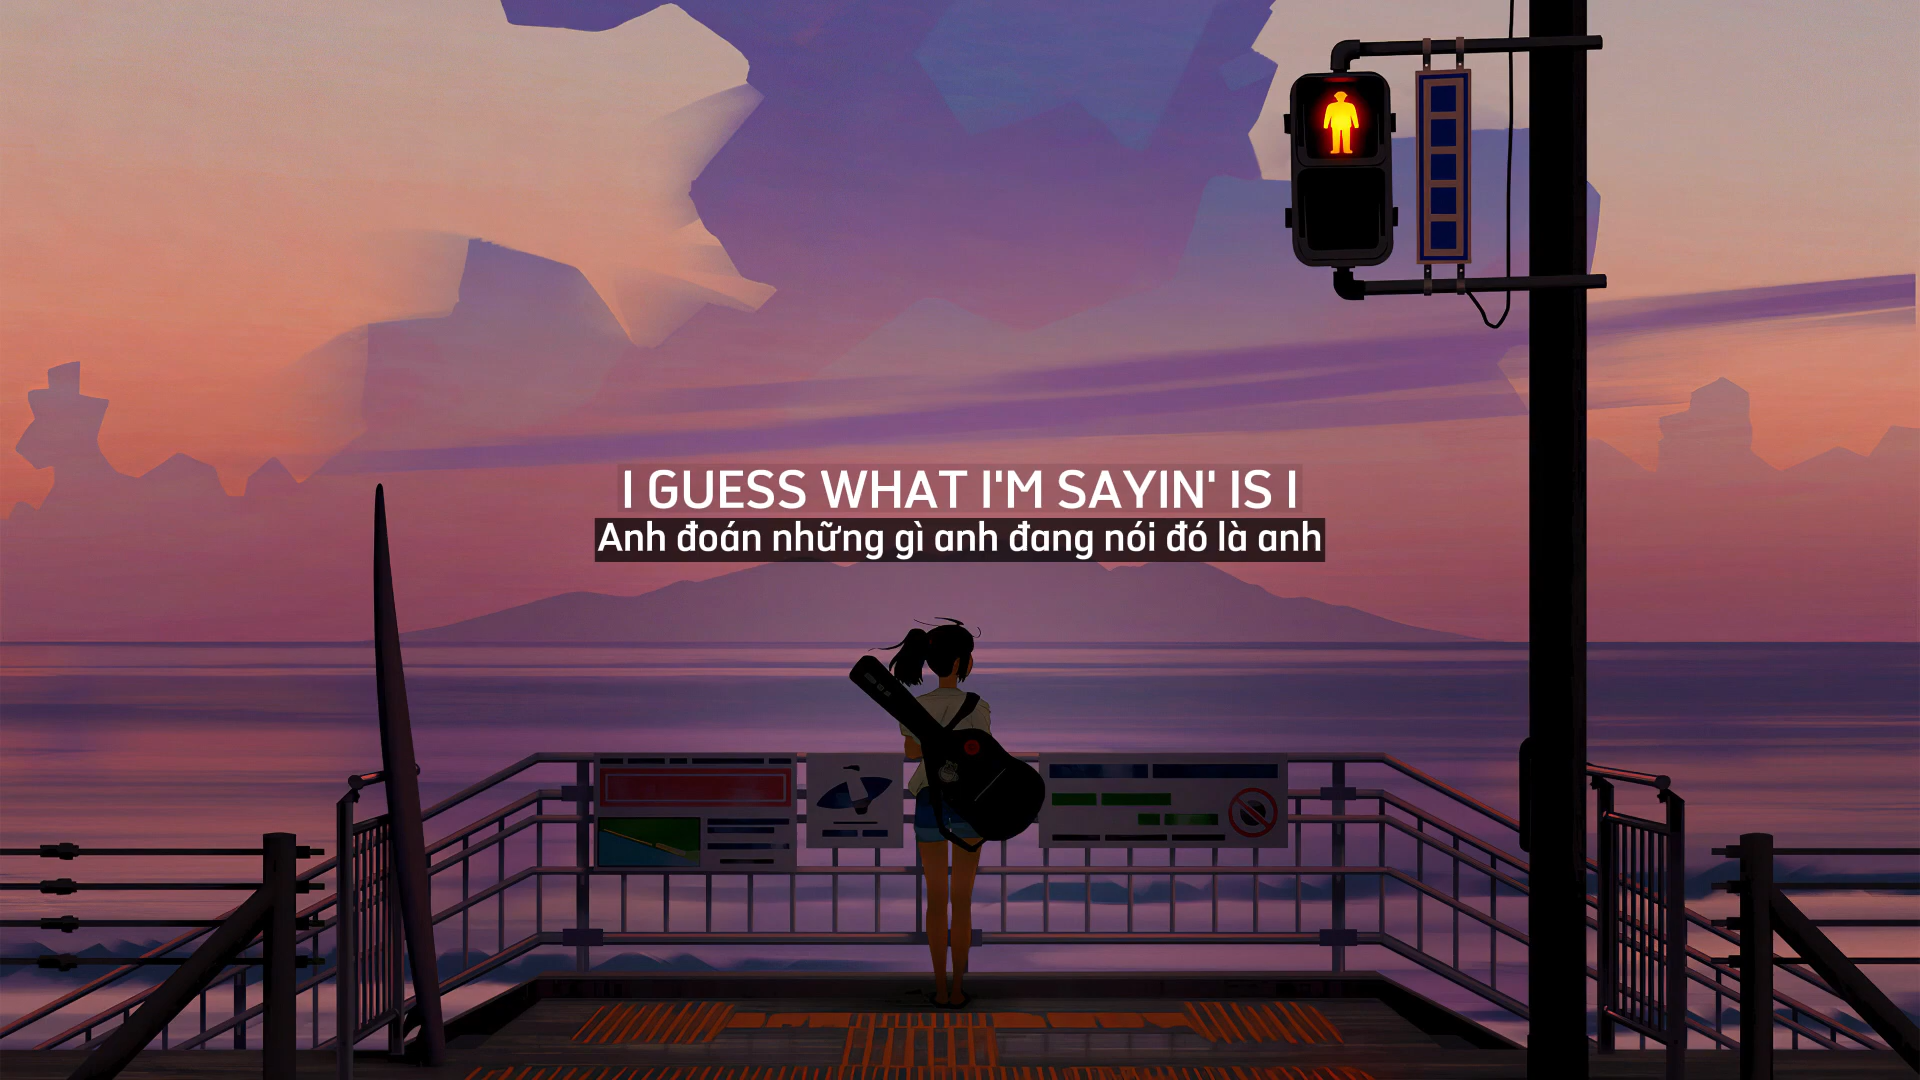 I GUESS WHAT I'M SAYIN' IS I
Anh đoán những gì anh đang nói đó là anh